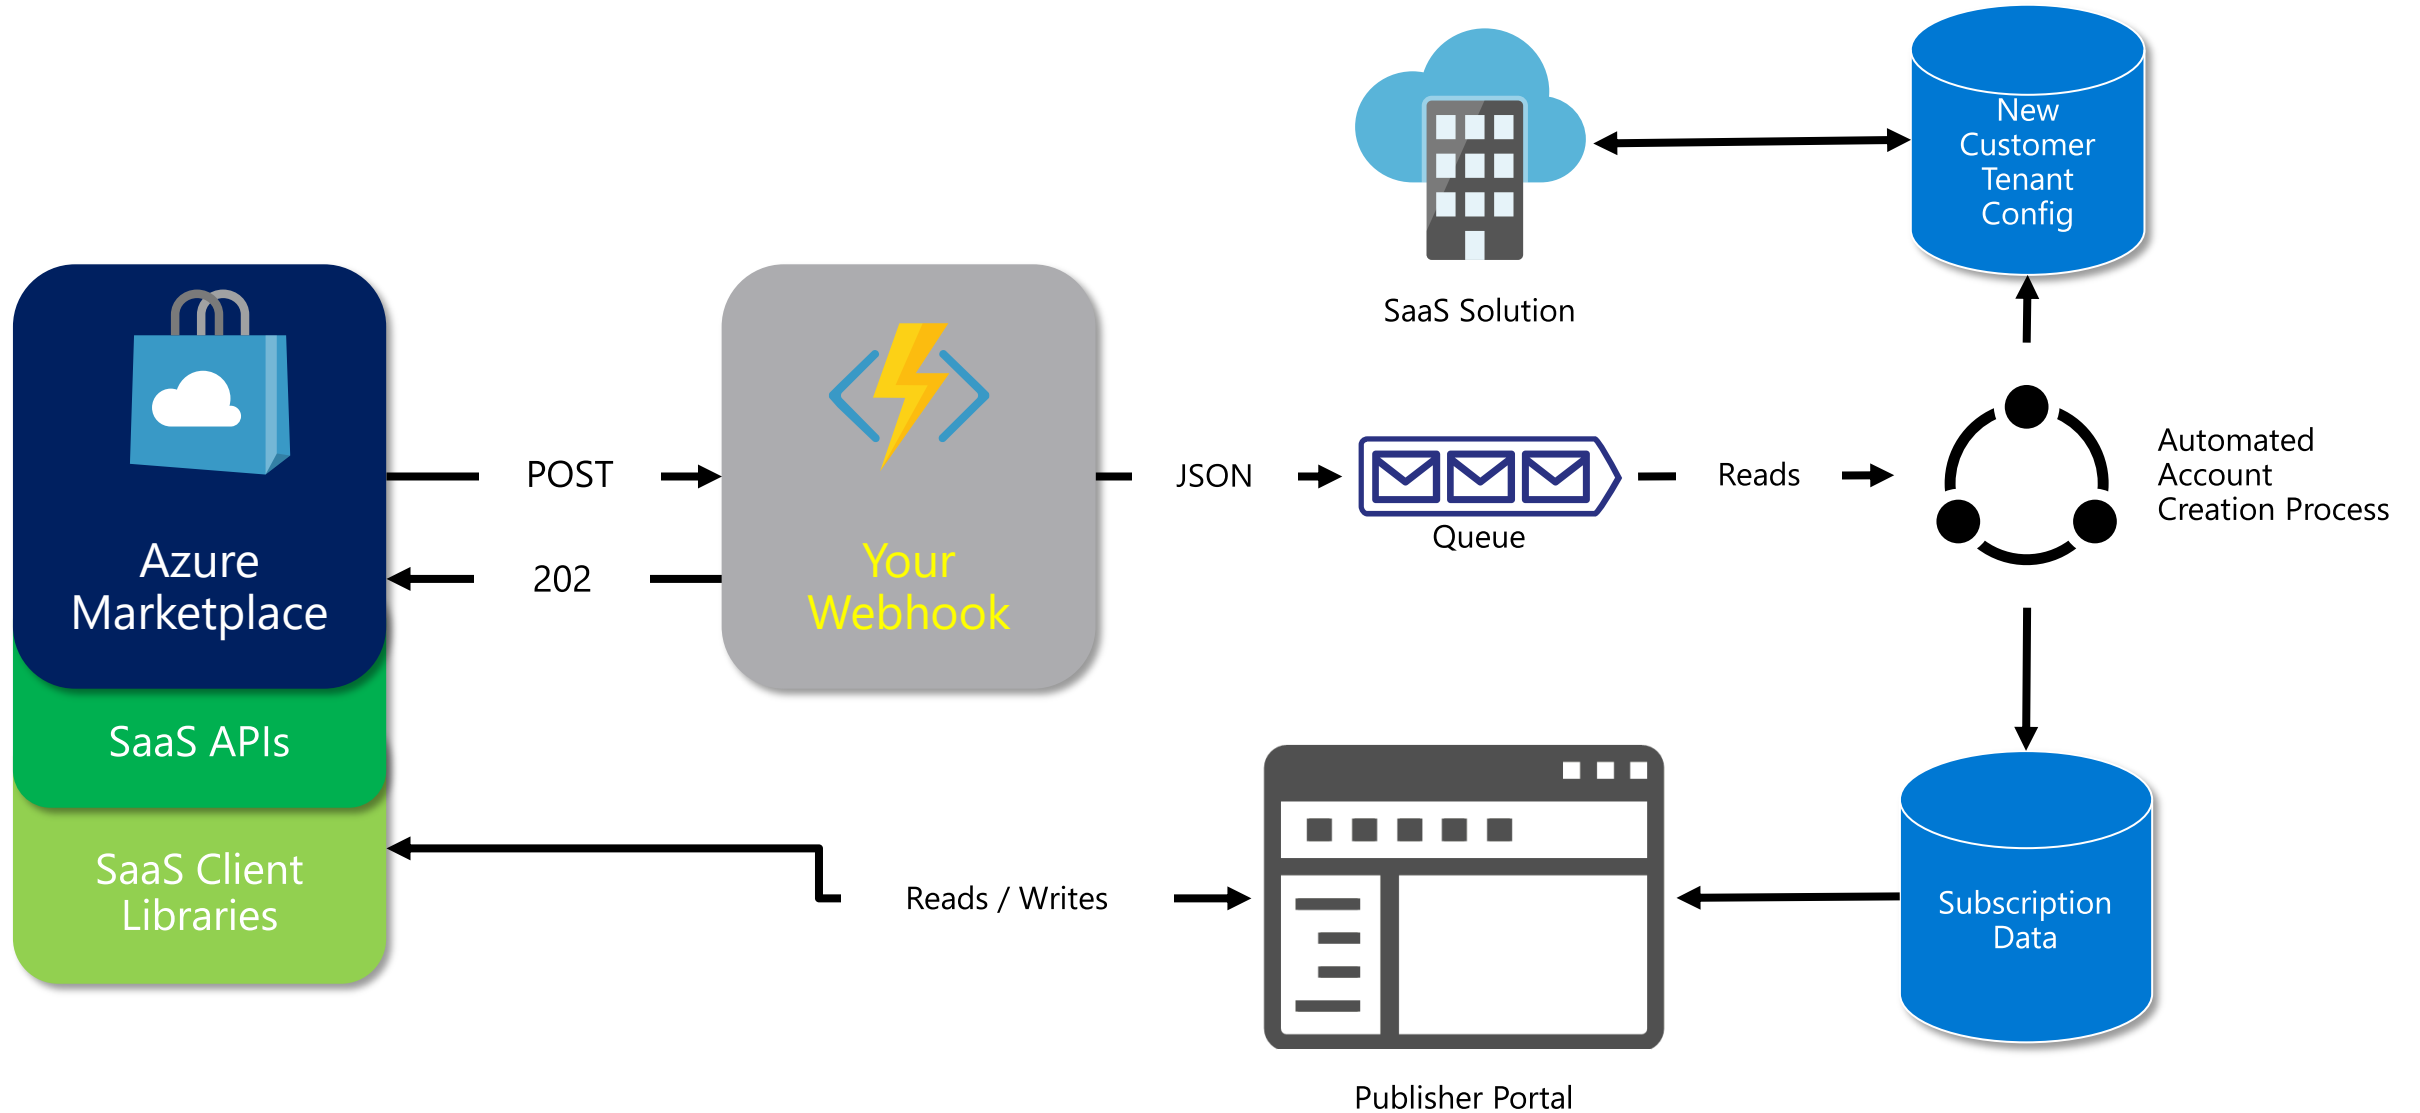 New
Customer
Tenant
Config
SaaS Solution
Azure
Marketplace
POST
202
Your
Webhook
JSON
Queue
Reads
Automated
Account
Creation Process
SaaS APIs
SaaS Client
Libraries
Reads / Writes
Publisher Portal
Subscription
Data